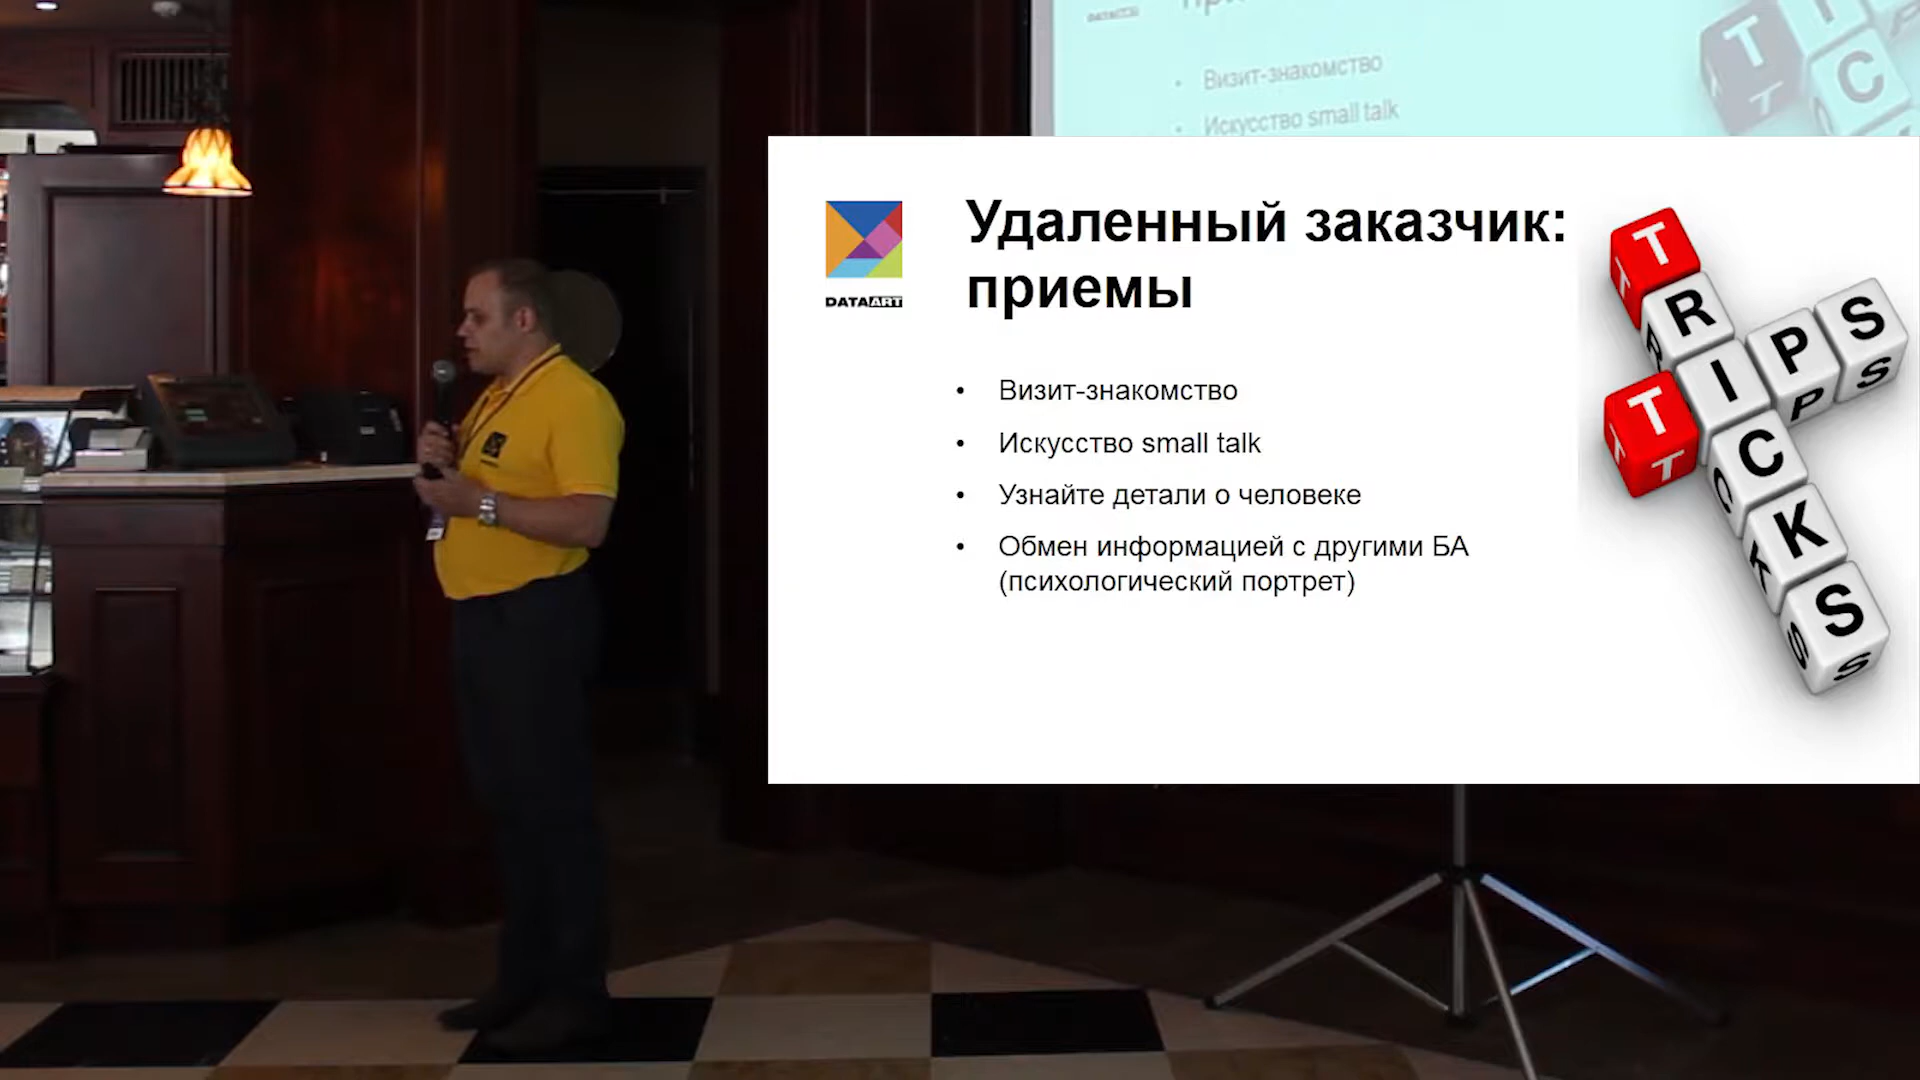 Визит-знакомство
Искусство small talk
T
C
DATAART
Удаленный заказчик:
приемы
• Визит-знакомство
• Искусство small talk
• Узнайте детали о человеке
• Обмен информацией с другими БА
(психологический портрет)
TRICKS
TIPS